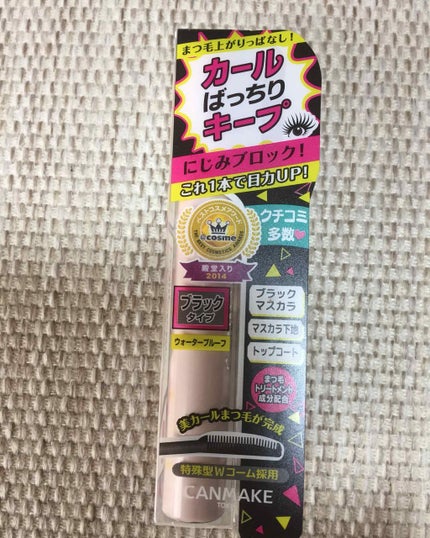 まつ毛上がりっぱなし!
カール
ばっちり
キープ
にじみブロック!
これ1本で目力UP!
@cosme
クチコミ
多数
殿堂入り
2014
ブラック
タイプ
ウォータープルーフ
ブラック
マスカラ
マスカラ下地
トップコート
まつ毛
トリートメント
成分配合
美カールまつ毛が完成
特殊型Wコーム採用
CANMAKE